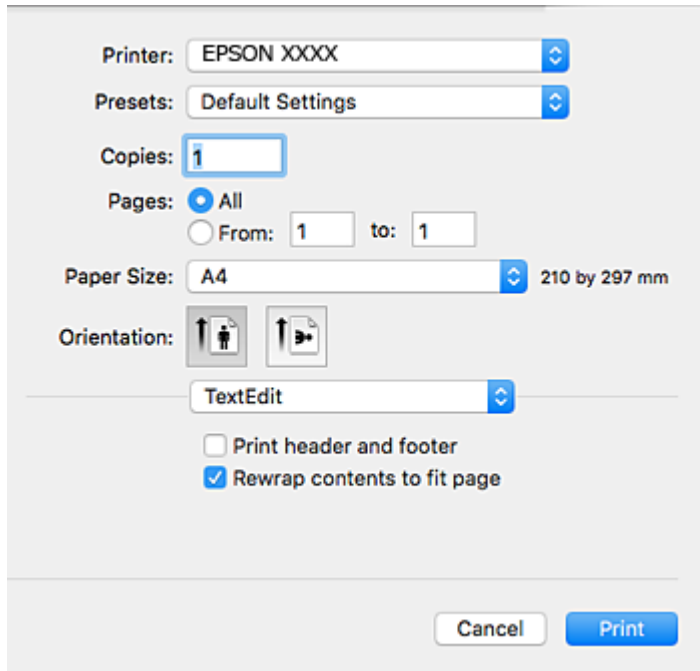 Printer: EPSON XXXX
Presets: Default Settings
Copies: 1
Pages: All
From: 1 to: 1
Paper Size: A4 210 by 297 mm
Orientation:
TextEdit
Print header and footer
Rewrap contents to fit page
Cancel Print